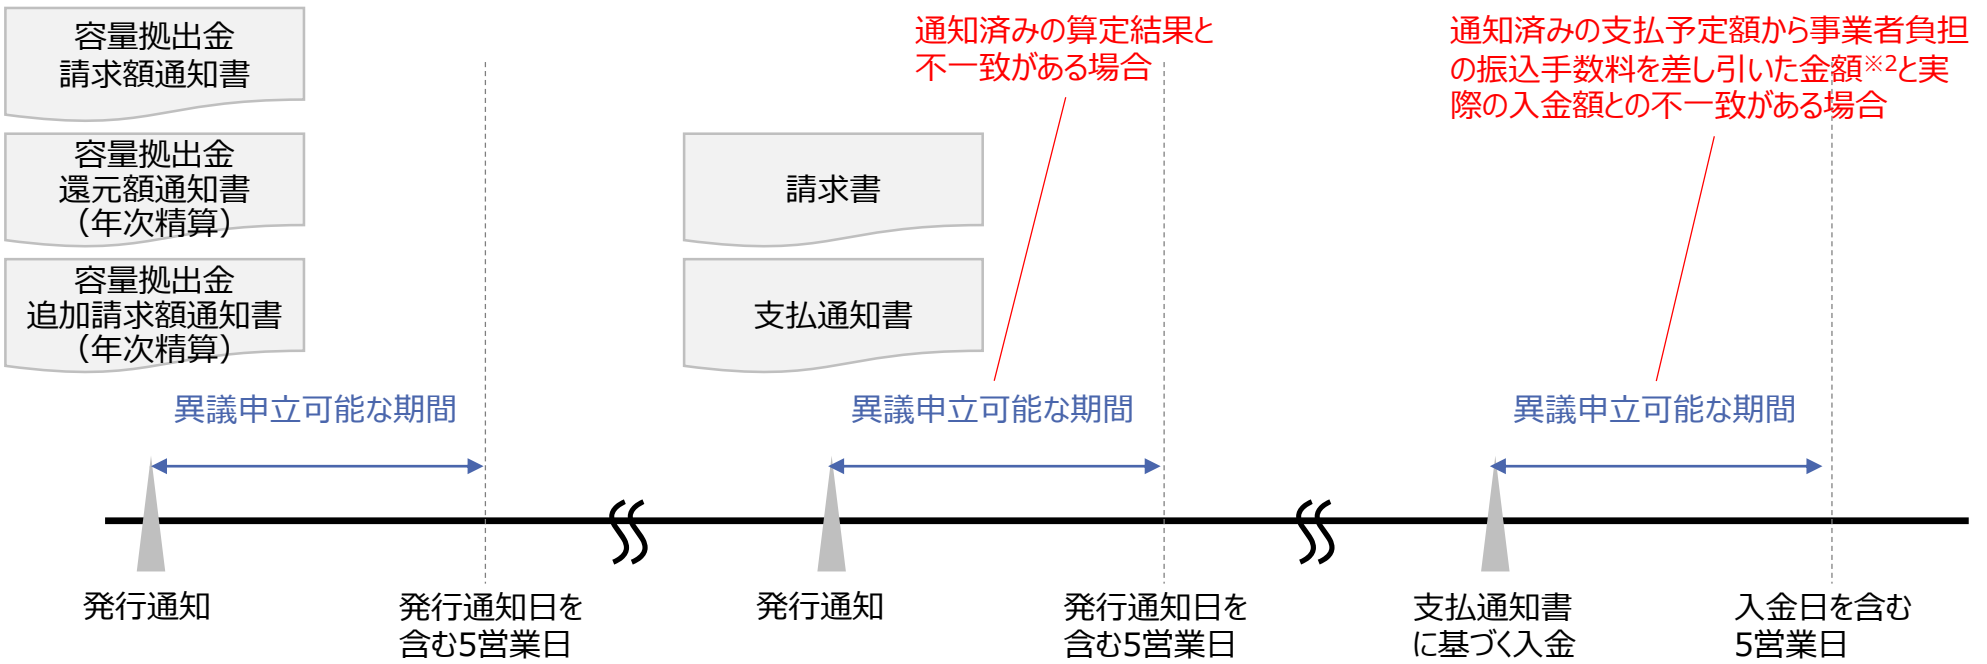 容量拠出金
請求額通知書
容量拠出金
還元額通知書
（年次精算）
容量拠出金
追加請求額通知書
（年次精算）
請求書
支払通知書
通知済みの算定結果と
不一致がある場合
通知済みの支払予定額から事業者負担
の振込手数料を差し引いた金額※2と実
際の入金額との不一致がある場合
異議申立可能な期間
異議申立可能な期間
異議申立可能な期間
発行通知
発行通知日を
含む5営業日
発行通知
発行通知日を
含む5営業日
支払通知書
に基づく入金
入金日を含む
5営業日